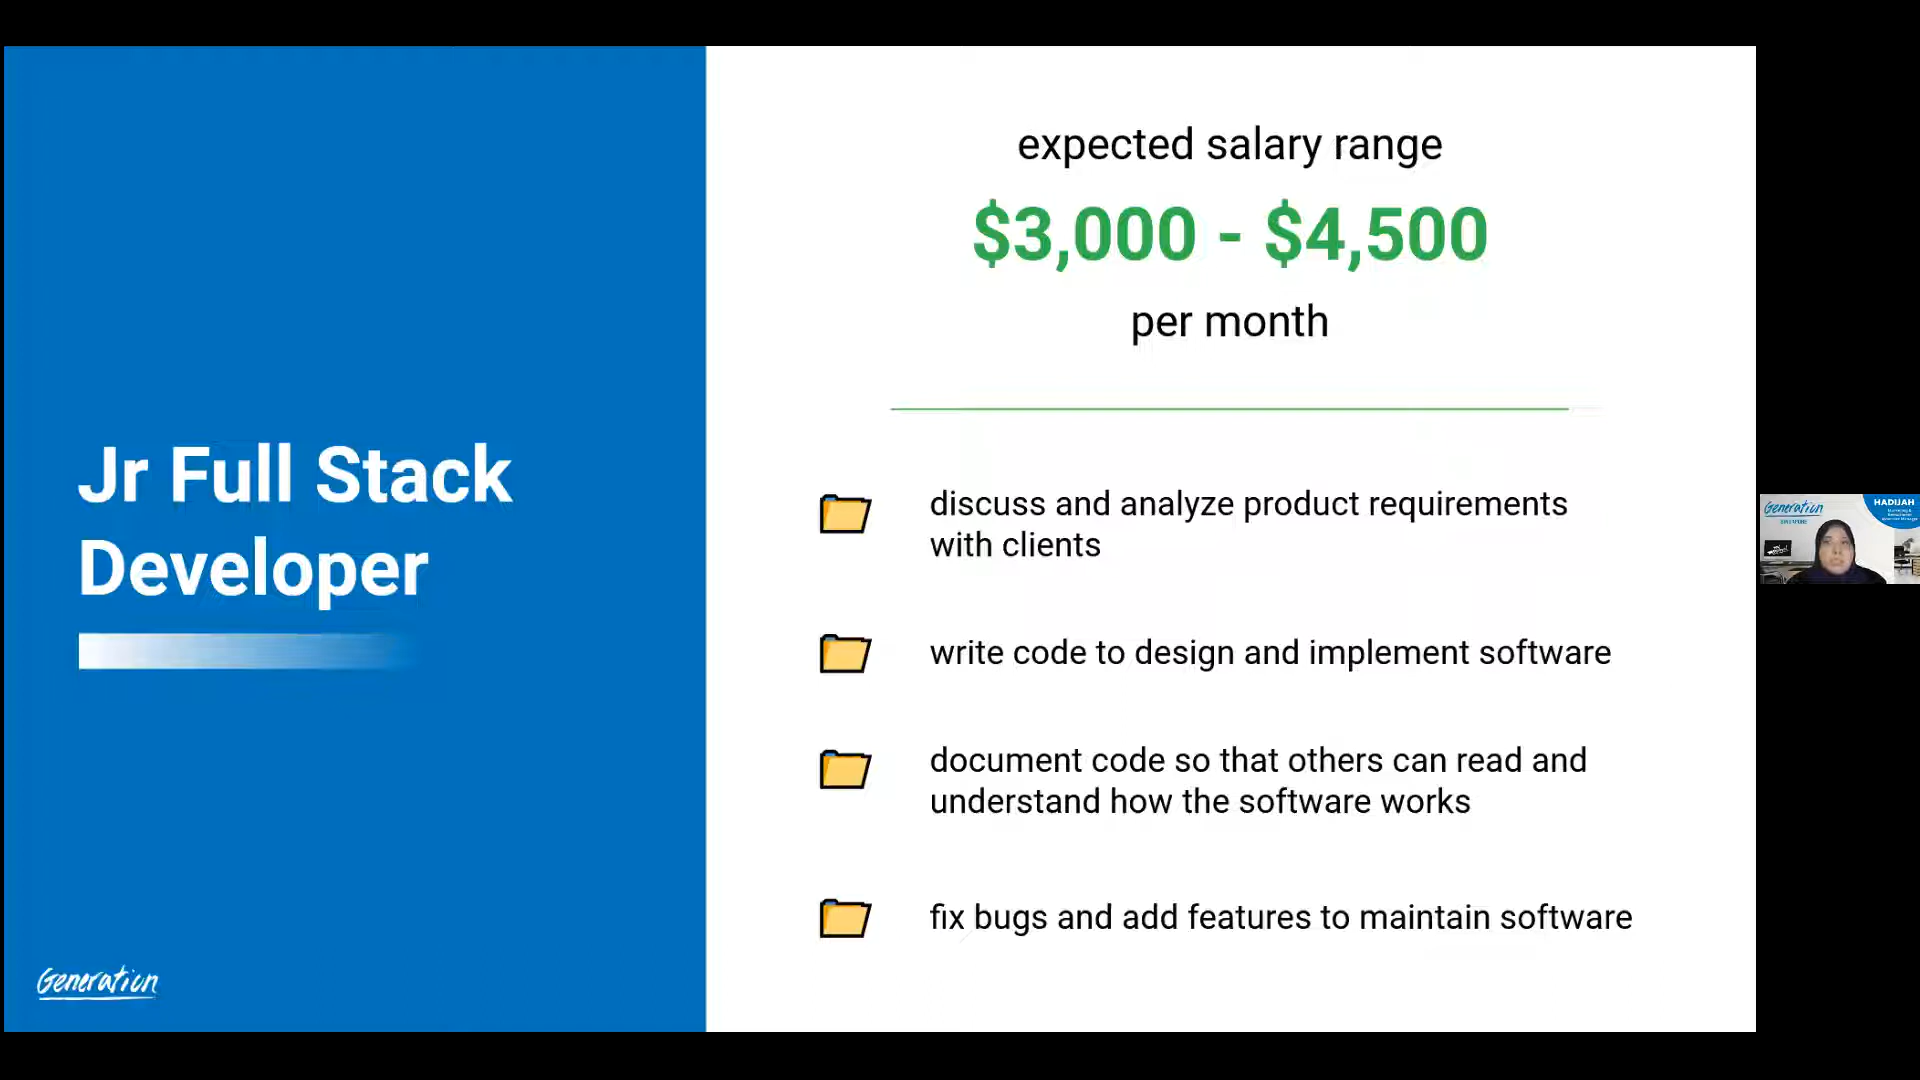 Jr Full Stack
Developer
Generation
expected salary range
$3,000 - $4,500
per month
discuss and analyze product requirements
with clients
write code to design and implement software
document code so that others can read and
understand how the software works
fix bugs and add features to maintain software
Generation
HADIJAH